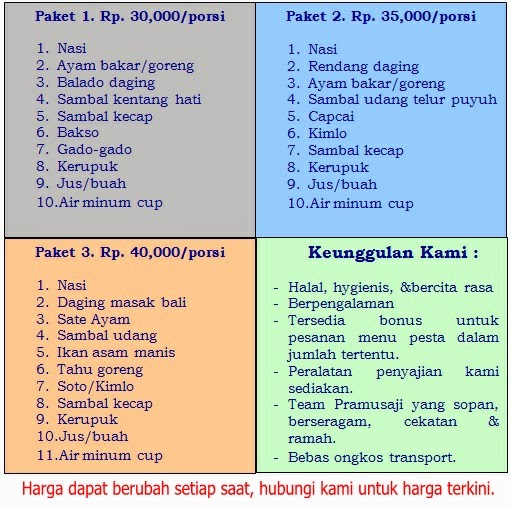 Paket 1. Rp. 30,000/porsi
1. Nasi
2. Ayam bakar/goreng
3. Balado daging
4. Sambal kentang hati
5. Sambal kecap
6. Bakso
7. Gado-gado
8. Kerupuk
9. Jus/buah
10.Air minum cup
Paket 2. Rp. 35,000/porsi
1. Nasi
2. Rendang daging
3. Ayam bakar/goreng
4. Sambal udang telur puyuh
5. Capcai
6. Kimlo
7. Sambal kecap
8. Kerupuk
9. Jus/buah
10.Air minum cup
Paket 3. Rp. 40,000/porsi
1. Nasi
2. Daging masak bali
3. Sate Ayam
4. Sambal udang
5. Ikan asam manis
6. Tahu goreng
7. Soto/Kimlo
8. Sambal kecap
9. Kerupuk
10.Jus/buah
11.Air minum cup
Keunggulan Kami :
- Halal, hygienis, &bercita rasa
- Berpengalaman
- Tersedia bonus untuk
pesanan menu pesta dalam
jumlah tertentu.
- Peralatan penyajian kami
sediakan.
- Team Pramusaji yang sopan,
berseragam, cekatan &
ramah.
- Bebas ongkos transport.
Harga dapat berubah setiap saat, hubungi kami untuk harga terkini.